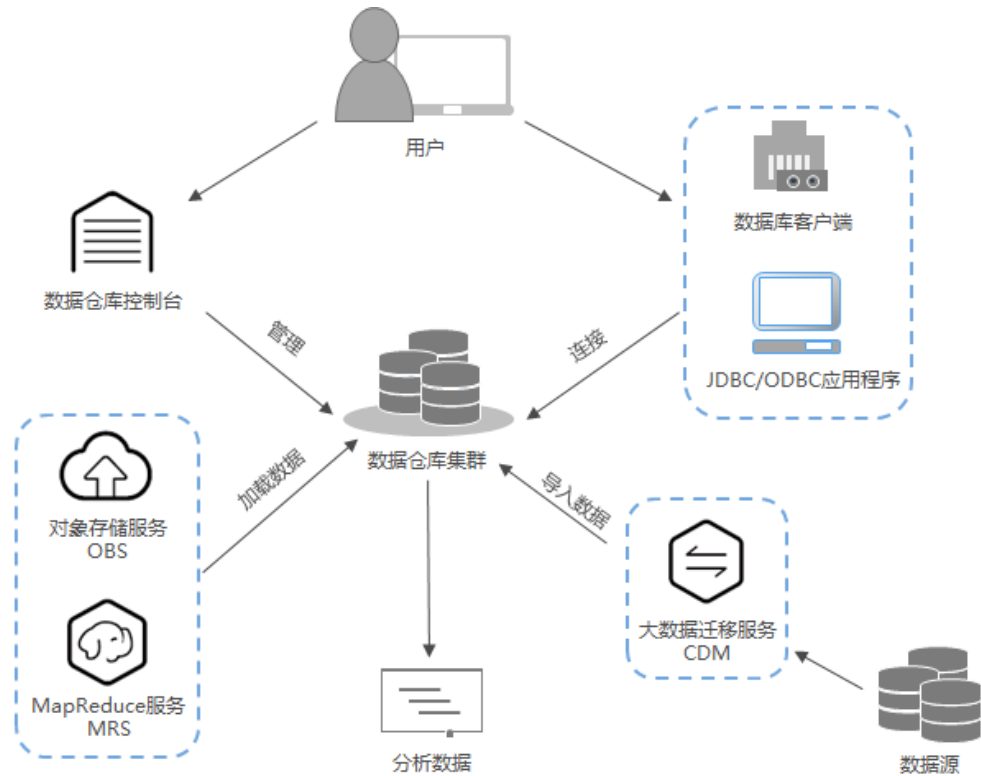 用户
数据库客户端
数据仓库控制台
管理
连接
JDBC/ODBC应用程序
数据仓库集群
加载数据
导入数据
对象存储服务
OBS
大数据迁移服务
CDM
MapReduce服务
MRS
分析数据
数据源